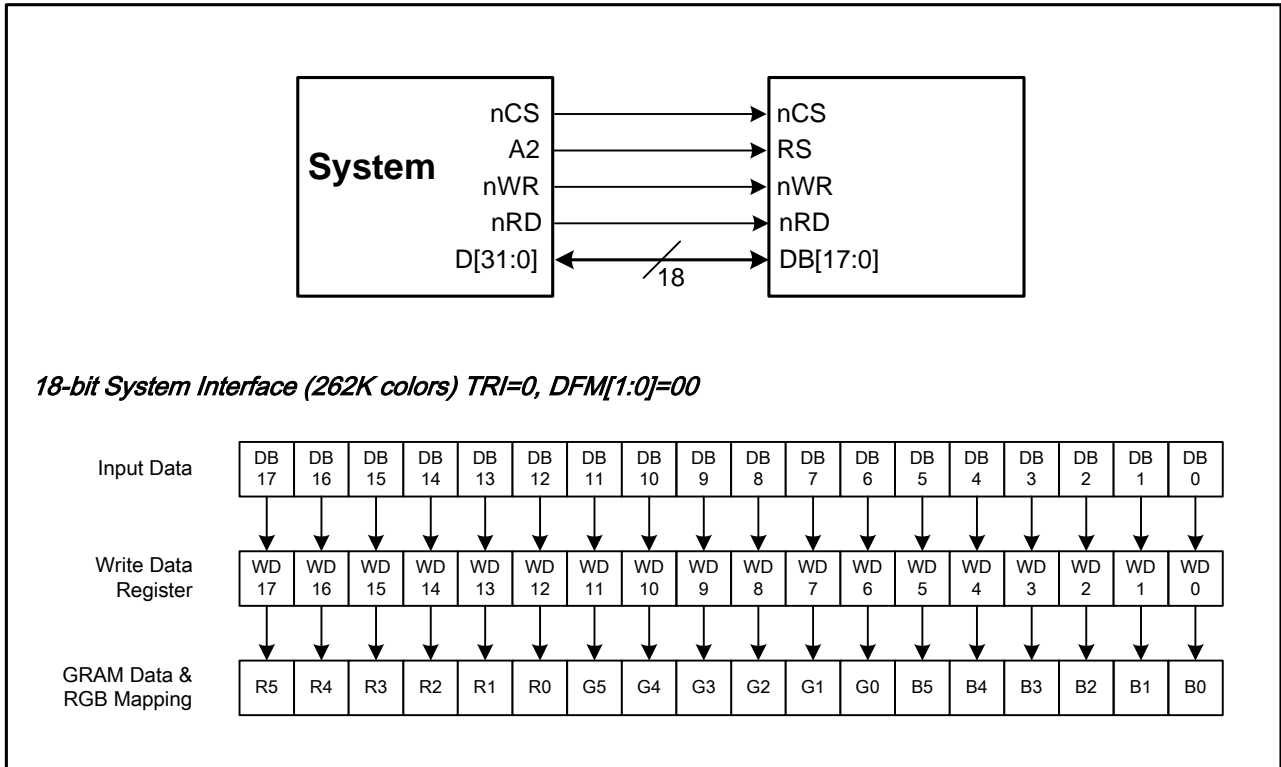 System
nCS nCS
A2 RS
nWR nWR
nRD nRD
D[31:0] DB[17:0]
18
18-bit System Interface (262K colors) TRI=0, DFM[1:0]=00
Input Data
DB DB DB DB DB DB DB DB DB DB DB DB DB DB DB DB DB DB
17 16 15 14 13 12 11 10 9 8 7 6 5 4 3 2 1 0
Write Data
Register
WD WD WD WD WD WD WD WD WD WD WD WD WD WD WD WD WD WD
17 16 15 14 13 12 11 10 9 8 7 6 5 4 3 2 1 0
GRAM Data &
RGB Mapping
R5 R4 R3 R2 R1 R0 G5 G4 G3 G2 G1 G0 B5 B4 B3 B2 B1 B0